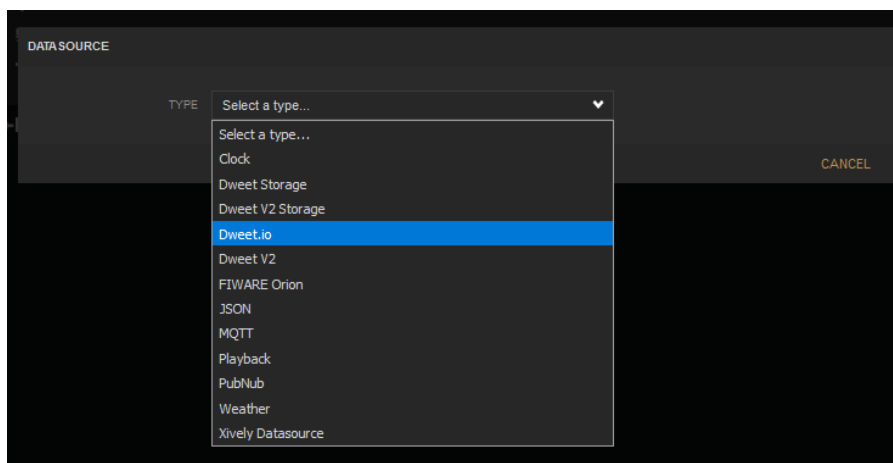 DATASOURCE
TYPE Select a type...
Select a type...
Clock
Dweet Storage
CANCEL
Dweet V2 Storage
Dweet.io
Dweet V2
FIWARE Orion
JSON
MQTT
Playback
PubNub
Weather
Xively Datasource